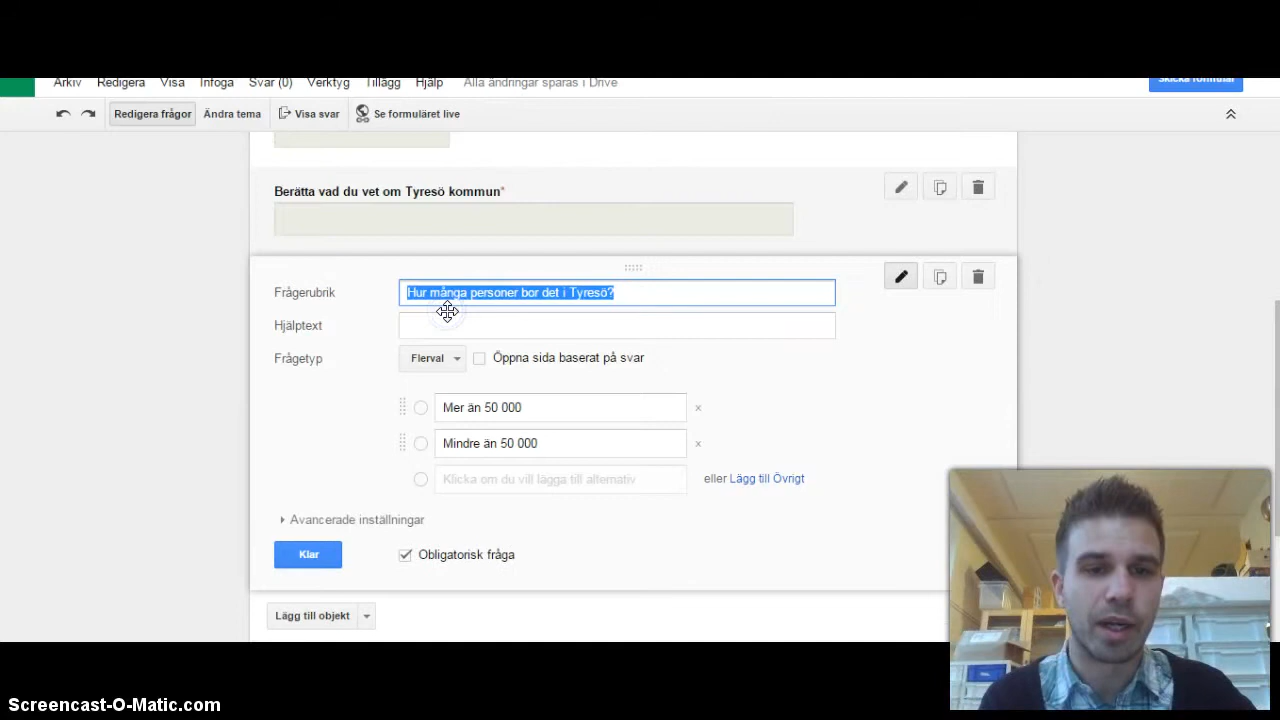 Arkiv Redigera Visa Infoga Svar (0) Verktyg Tillägg Hjälp Alla ändringar sparas i Drive Skicka formulär
Redigera frågor Ändra tema Visa svar Se formuläret live
Berätta vad du vet om Tyresö kommun*
Frågerubrik Hur många personer bor det i Tyresö?
Hjälptext
Frågetyp Flerval Öppna sida baserat på svar
Mer än 50 000 x
Mindre än 50 000 x
Klicka om du vill lägga till alternativ eller Lägg till Övrigt
Avancerade inställningar
Klar Obligatorisk fråga
Lägg till objekt
Screencast-O-Matic.com